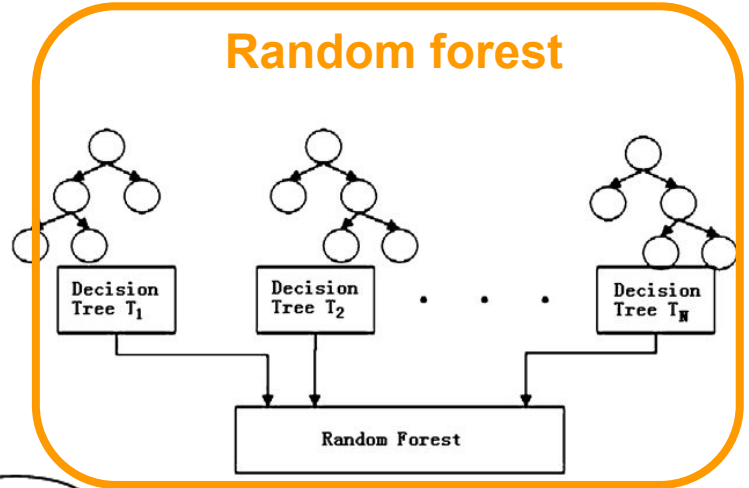 Random forest
Decision
Tree T1
Decision
Tree T2
. . .
Decision
Tree TN
Random Forest